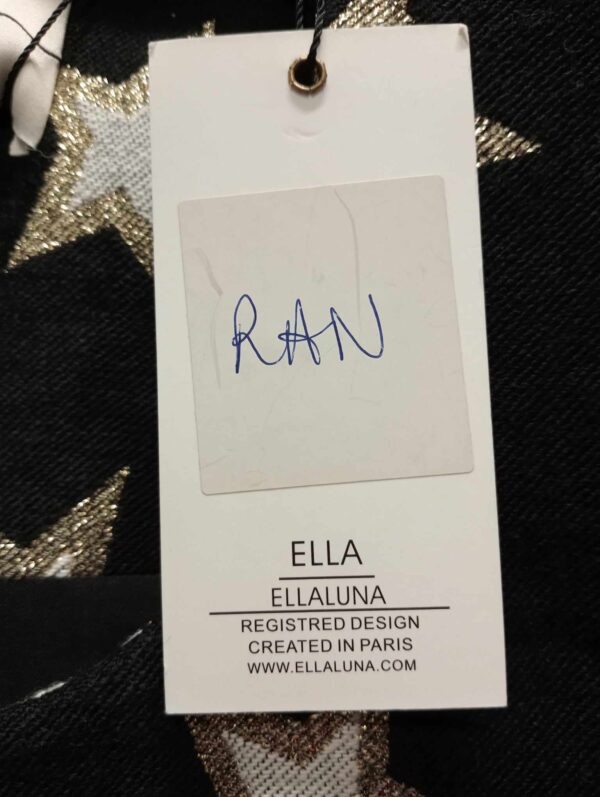 RAN
ELLA
ELLALUNA
REGISTRED DESIGN
CREATED IN PARIS
WWW.ELLALUNA.COM